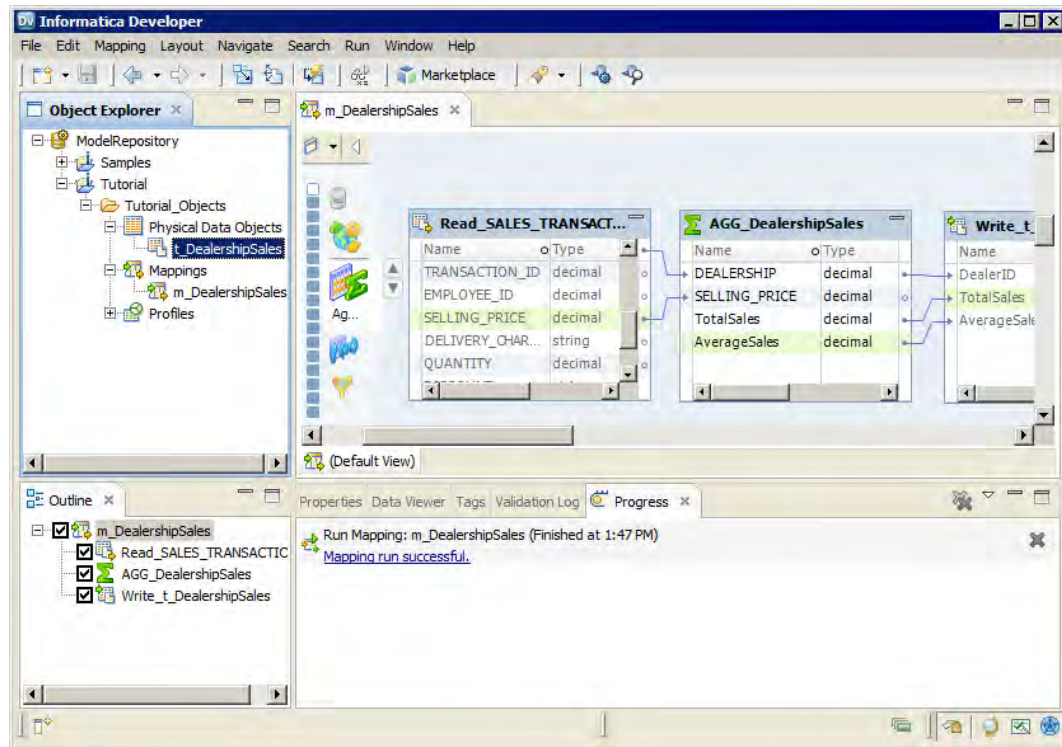 Informatica Developer
File Edit Mapping Layout Navigate Search Run Window Help
Marketplace
Object Explorer
ModelRepository
Samples
Tutorial
Tutorial_Objects
Physical Data Objects
t_DealershipSales
Mappings
m_DealershipSales
Profiles
m_DealershipSales
Ag...
Read_SALES_TRANSACT...
Name Type
TRANSACTION_ID decimal
EMPLOYEE_ID decimal
SELLING_PRICE decimal
DELIVERY_CHAR... string
QUANTITY decimal
AGG_DealershipSales
Name Type
DEALERSHIP decimal
SELLING_PRICE decimal
TotalSales decimal
AverageSales decimal
Write_t_
Name
DealerID
TotalSales
AverageSale
(Default View)
Outline
m_DealershipSales
Read_SALES_TRANSACTIC
AGG_DealershipSales
Write_t_DealershipSales
Properties Data Viewer Tags Validation Log Progress
Run Mapping: m_DealershipSales (Finished at 1:47 PM)
Mapping run successful.